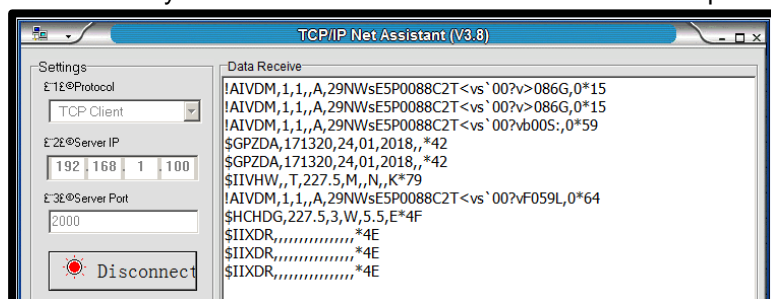 TCP/IP Net Assistant (V3.8)
Settings
£¨1£©Protocol
TCP Client
£¨2£©Server IP
192 .168 . 1 .100
£¨3£©Server Port
2000
Disconnect
Data Receive
!AIVDM,1,1,,A,29NWsE5P0088C2T<vs`00?v>086G,0*15
!AIVDM,1,1,,A,29NWsE5P0088C2T<vs`00?v>086G,0*15
!AIVDM,1,1,,A,29NWsE5P0088C2T<vs`00?vb00S:,0*59
$GPZDA,171320,24,01,2018,,*42
$GPZDA,171320,24,01,2018,,*42
$IIVHW,,T,227.5,M,,N,,K*79
!AIVDM,1,1,,A,29NWsE5P0088C2T<vs`00?vF059L,0*64
$HCHDG,227.5,3,W,5.5,E*4F
$IIXDR,,,,,,,,,,,,,,,,*4E
$IIXDR,,,,,,,,,,,,,,,,*4E
$IIXDR,,,,,,,,,,,,,,,,*4E